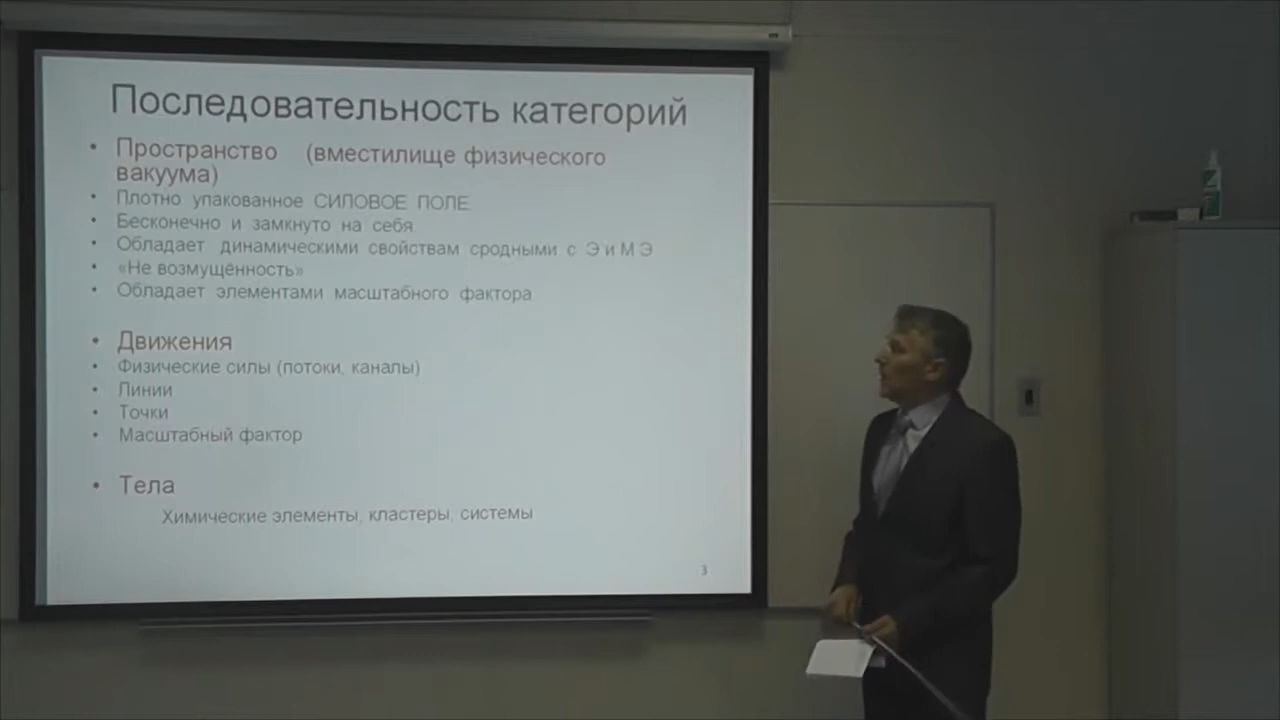 Последовательность категорий
• Пространство (вместилище физического
вакуума)
• Плотно упакованное СИЛОВОЕ ПОЛЕ
• Бесконечно и замкнуто на себя.
• Обладает динамическими свойствам сродными с Э и М Э
• «Не возмущённость»
• Обладает элементами масштабного фактора
• Движения
• Физические силы (потоки, каналы)
• Линии
• Точки
• Масштабный фактор
• Тела
Химические элементы, кластеры, системы
3